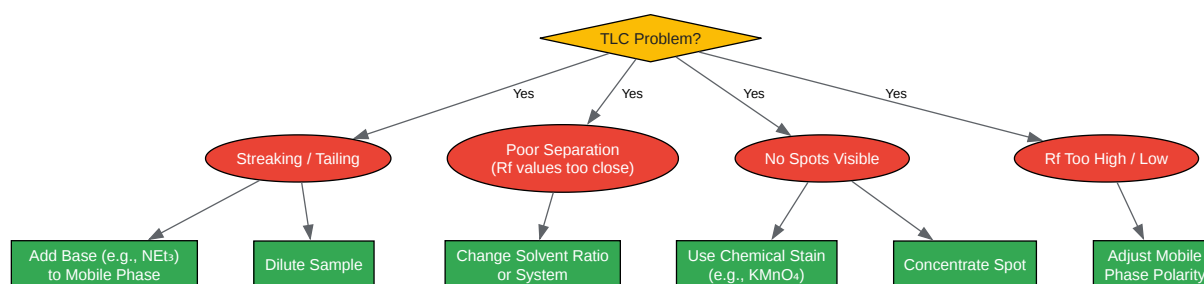 TLC Problem?
Yes
Yes
Yes
Yes
Streaking / Tailing
Poor Separation
(Rf values too close)
No Spots Visible
Rf Too High / Low
Add Base (e.g., NEt₃)
to Mobile Phase
Dilute Sample
Change Solvent Ratio
or System
Use Chemical Stain
(e.g., KMnO₄)
Concentrate Spot
Adjust Mobile
Phase Polarity